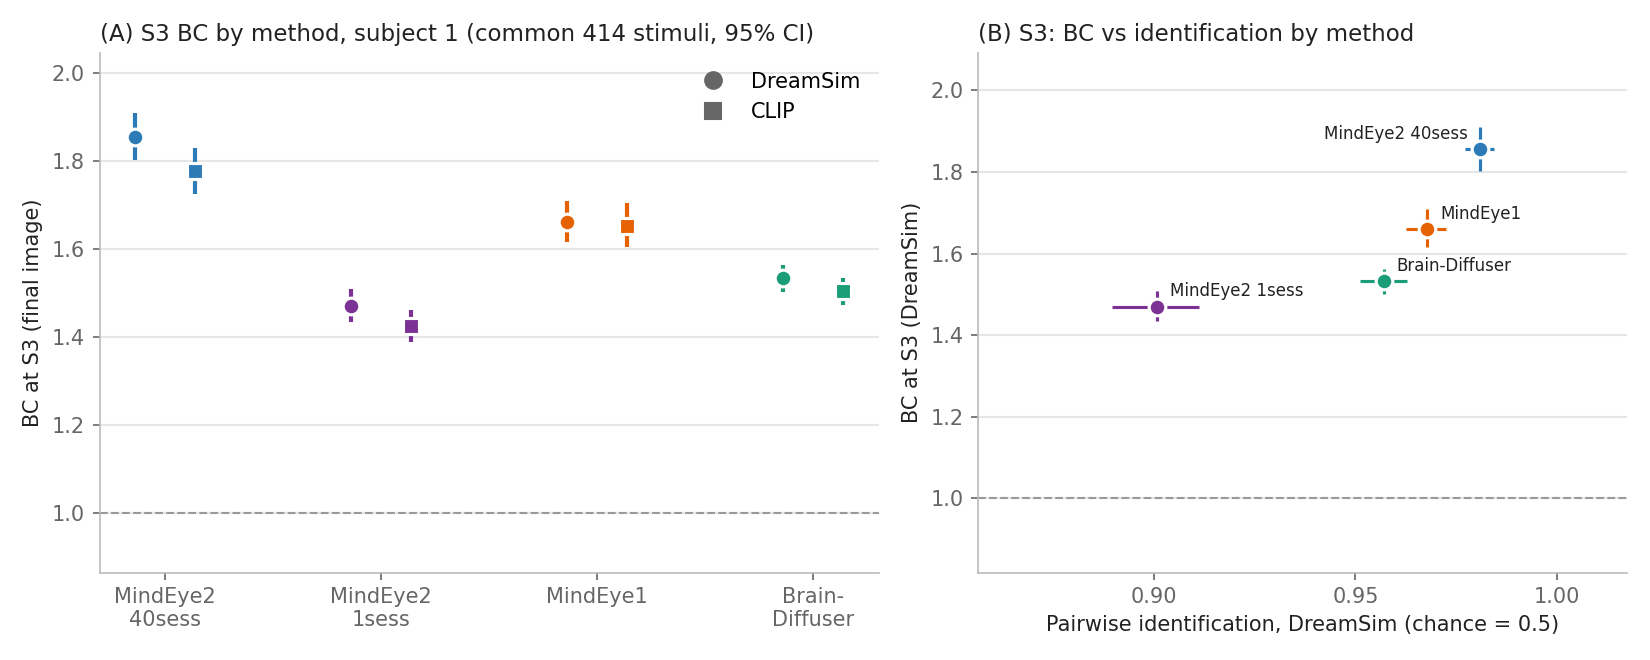 (A) S3 BC by method, subject 1 (common 414 stimuli, 95% CI)
BC at S3 (final image)
2.0
1.8
1.6
1.4
1.2
1.0
DreamSim
CLIP
MindEye2
40sess
MindEye2
1sess
MindEye1
Brain-
Diffuser
(B) S3: BC vs identification by method
BC at S3 (DreamSim)
2.0
1.8
1.6
1.4
1.2
1.0
MindEye2 40sess
MindEye1
Brain-Diffuser
MindEye2 1sess
0.90
0.95
1.00
Pairwise identification, DreamSim (chance = 0.5)